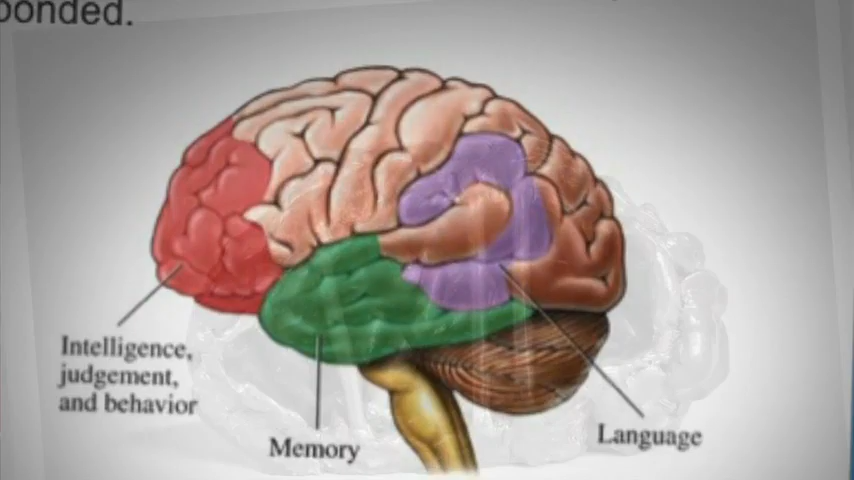 ponded.
Intelligence,
judgement,
and behavior
Memory
Language